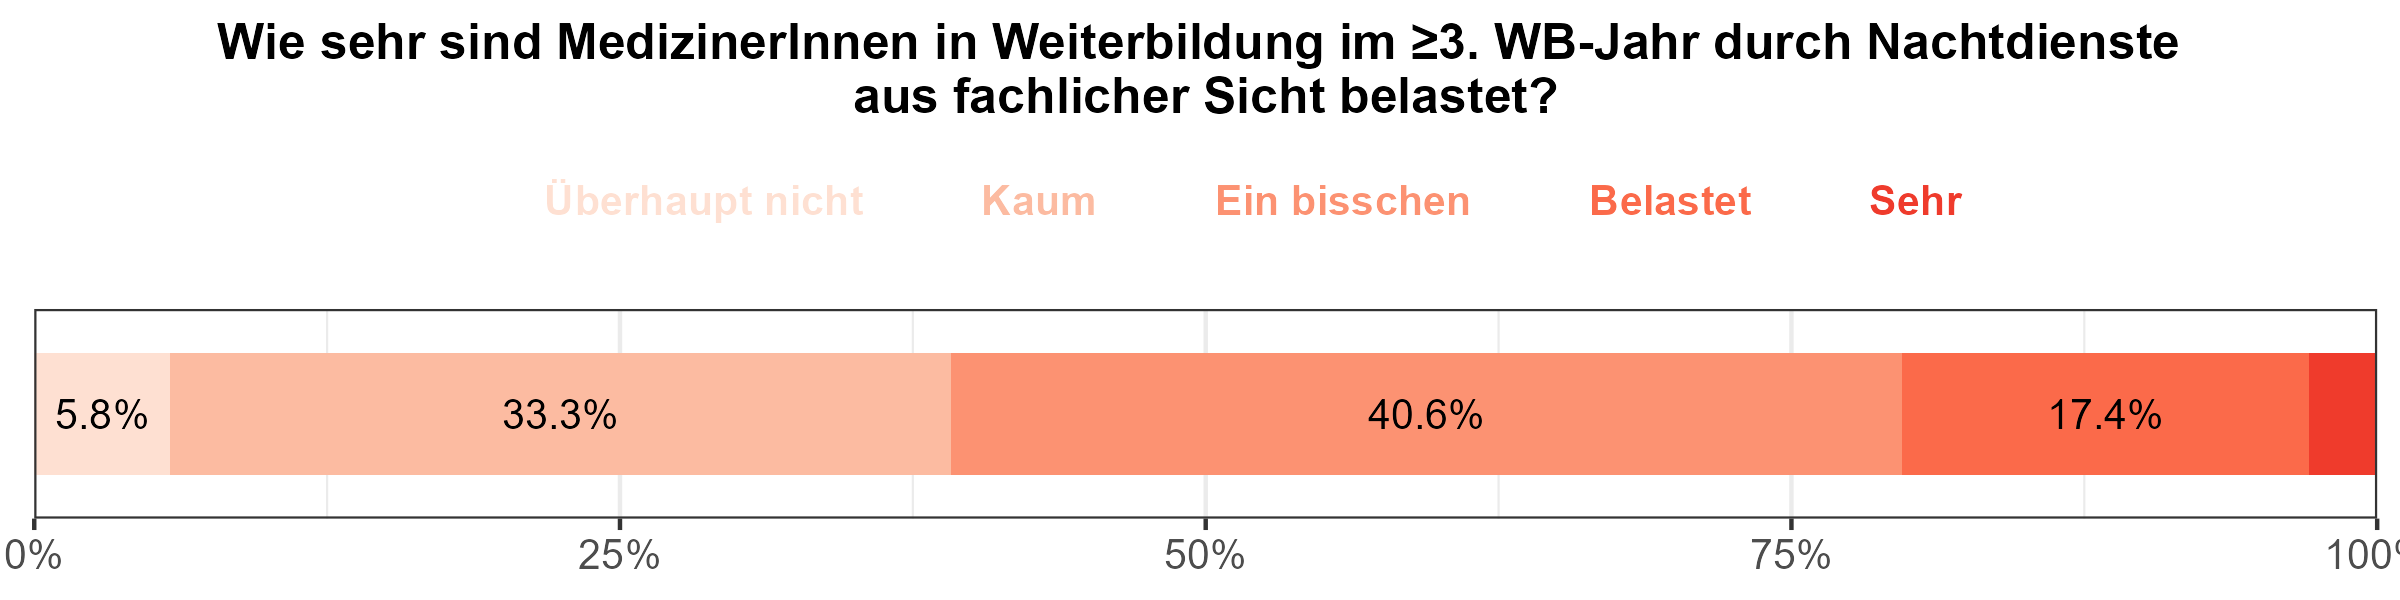 Wie sehr sind MedizinerInnen in Weiterbildung im ≥3. WB-Jahr durch Nachtdienste
aus fachlicher Sicht belastet?
Überhaupt nicht Kaum Ein bisschen Belastet Sehr
5.8% 33.3% 40.6% 17.4%
0% 25% 50% 75% 100%